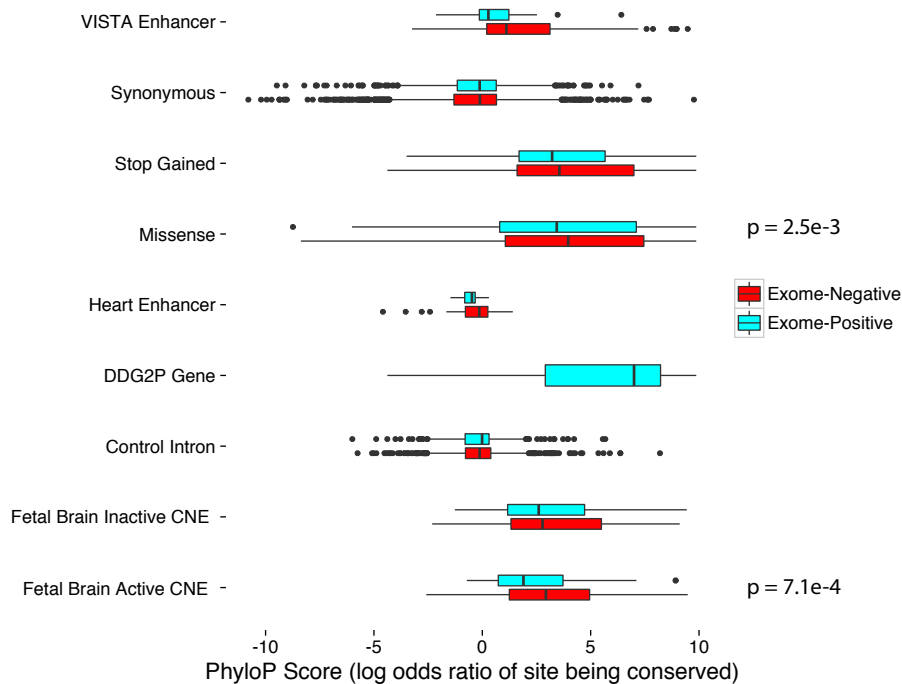 VISTA Enhancer
Synonymous
Stop Gained
Missense
p = 2.5e-3
Heart Enhancer
Exome-Negative
Exome-Positive
DDG2P Gene
Control Intron
Fetal Brain Inactive CNE
Fetal Brain Active CNE
p = 7.1e-4
-10 -5 0 5 10
PhyloP Score (log odds ratio of site being conserved)